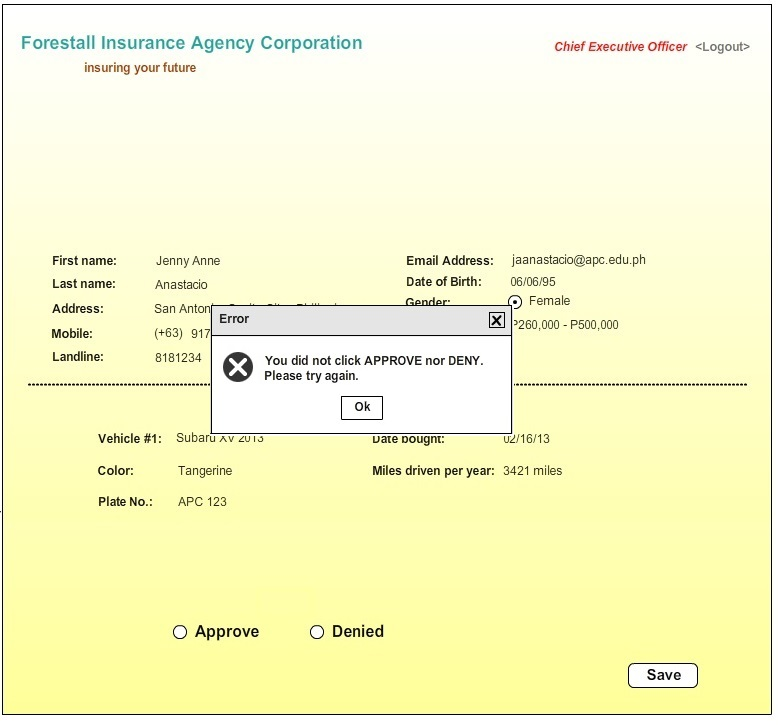 Forestall Insurance Agency Corporation
Chief Executive Officer <Logout>
insuring your future
First name: Jenny Anne Email Address: jaanastacio@apc.edu.ph
Last name: Anastacio Date of Birth: 06/06/95
Address: San Gender: Female
Mobile: (+63) 917 P260,000 - P500,000
Landline: 8181234
Error
You did not click APPROVE nor DENY.
Please try again.
Ok
Vehicle #1: Subaru XV 2013 Date bought: 02/16/13
Color: Tangerine Miles driven per year: 3421 miles
Plate No.: APC 123
Approve Denied
Save